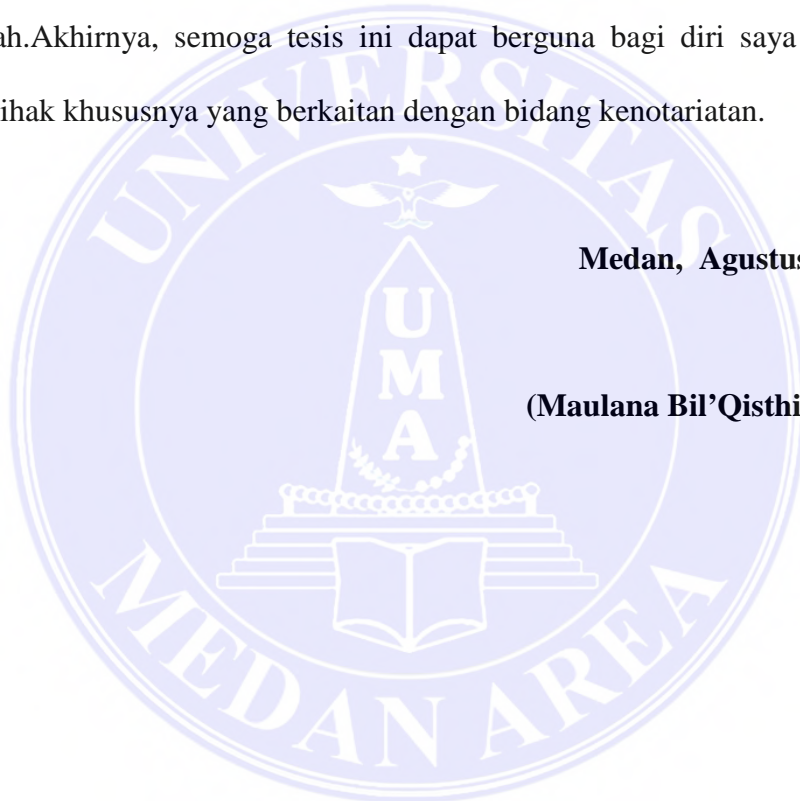 ah.Akhirnya, semoga tesis ini dapat berguna bagi diri saya
ihak khususnya yang berkaitan dengan bidang kenotariatan.
UNIVERSITAS
Medan, Agustus
UMA
(Maulana Bil’Qisthi
MEDAN AREA